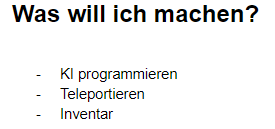 Was will ich machen?
- KI programmieren
- Teleportieren
- Inventar